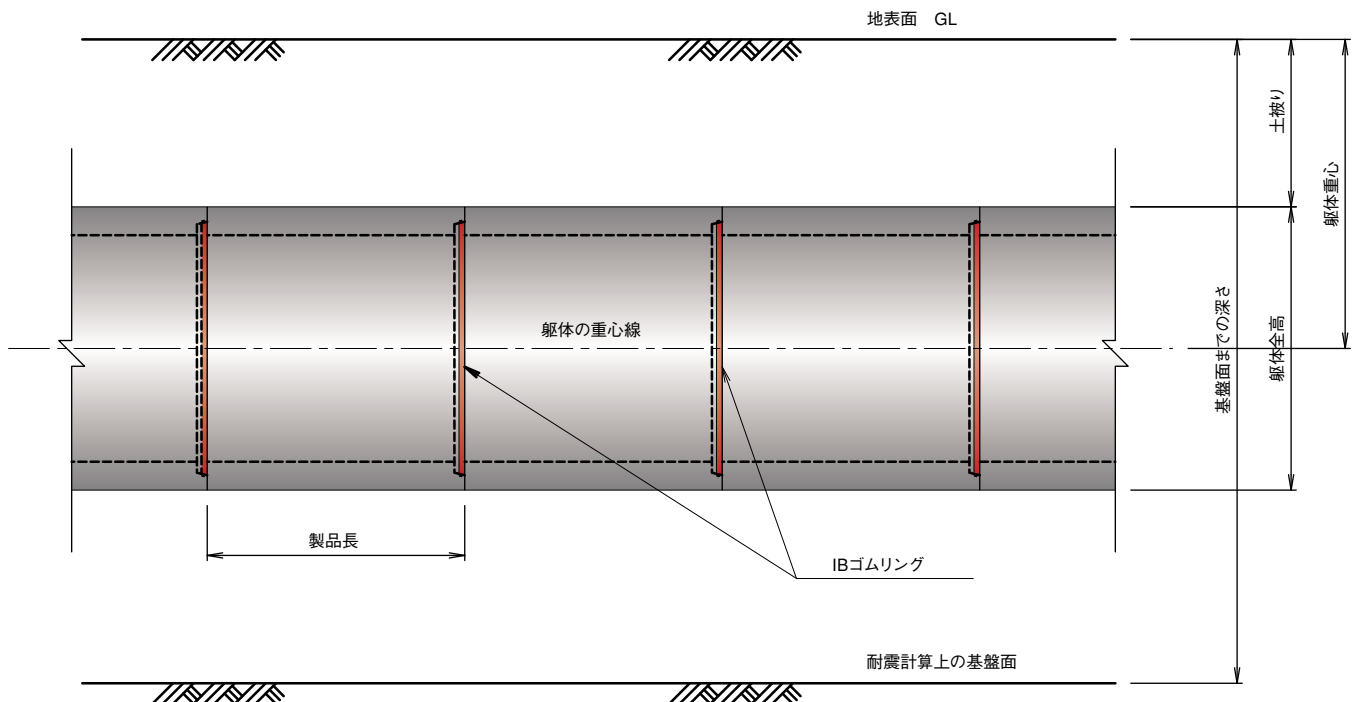 地表面 GL
土被り
躯体重心
基盤面までの深さ
躯体全高
躯体の重心線
製品長
IBゴムリング
耐震計算上の基盤面